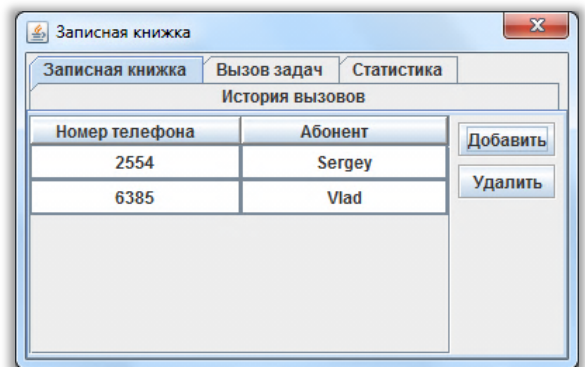 Записная книжка
Записная книжка Вызов задач Статистика
История вызовов
Номер телефона Абонент
Добавить
2554 Sergey
Удалить
6385 Vlad